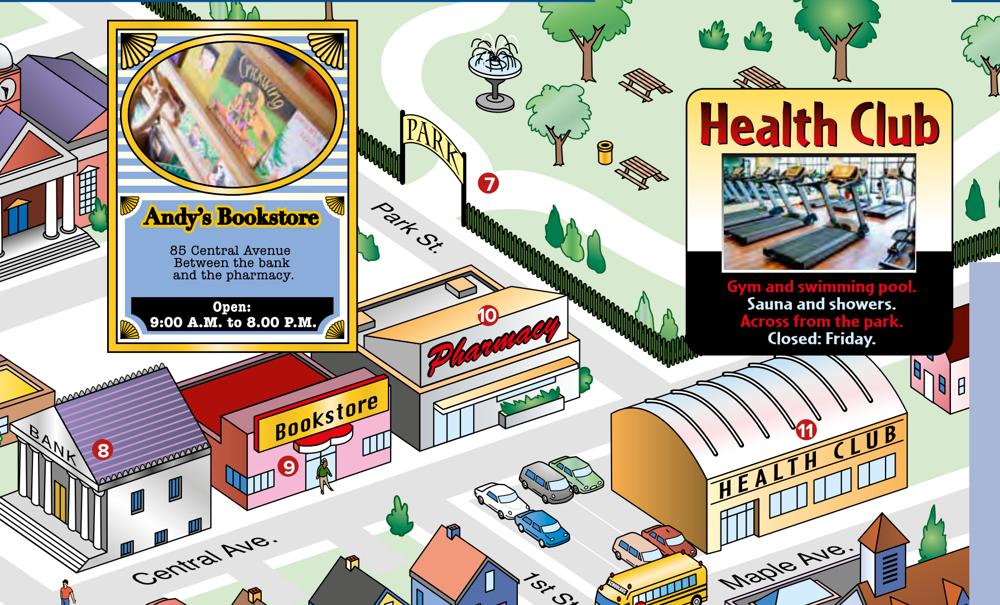 PARK
7
Health Club
Gym and swimming pool.
Sauna and showers.
Across from the park.
Closed: Friday.
Andy's Bookstore
85 Central Avenue
Between the bank
and the pharmacy.
Open:
9:00 A.M. to 8.00 P.M.
Park St.
10
Pharmacy
Bookstore
9
BANK
8
11
HEALTH CLUB
Central Ave.
1st St
Maple Ave.
SCHOOLBUS